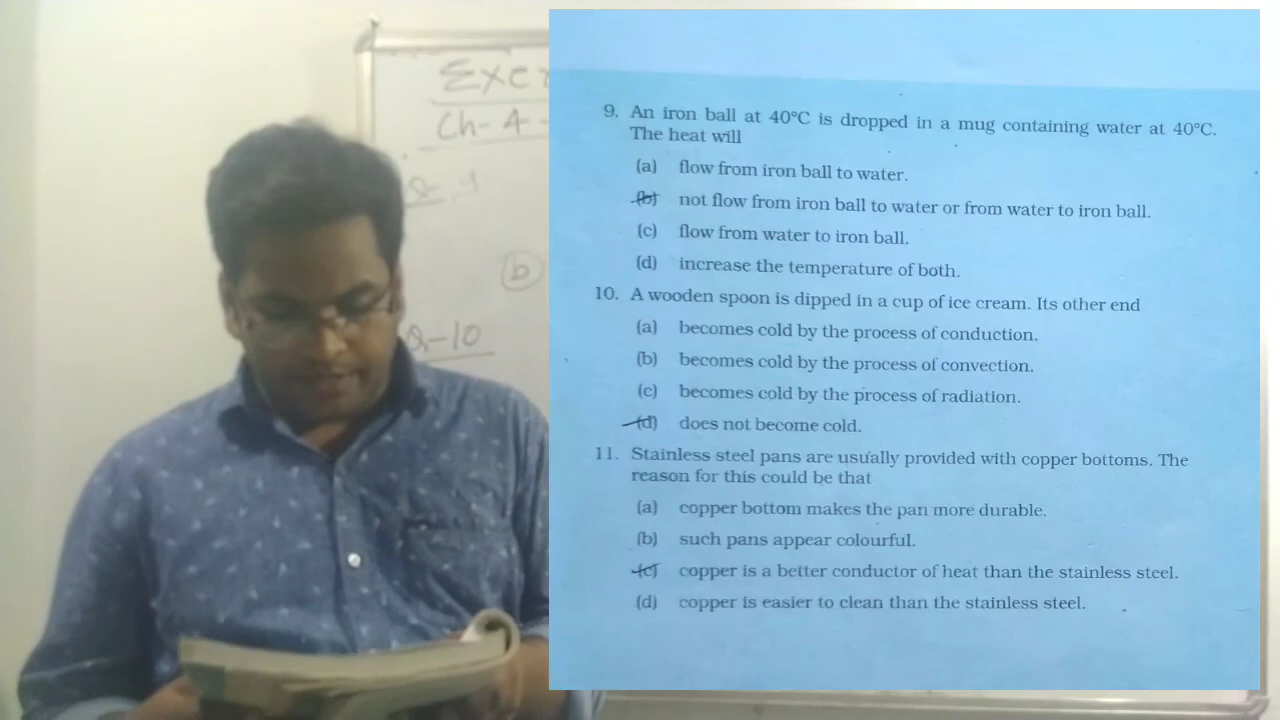 Exe
Ch- 4 -
Q- 9
b
Q-10
9. An iron ball at 40°C is dropped in a mug containing water at 40°C.
The heat will
(a) flow from iron ball to water.
(b) not flow from iron ball to water or from water to iron ball.
(c) flow from water to iron ball.
(d) increase the temperature of both.
10. A wooden spoon is dipped in a cup of ice cream. Its other end
(a) becomes cold by the process of conduction.
(b) becomes cold by the process of convection.
(c) becomes cold by the process of radiation.
(d) does not become cold.
11. Stainless steel pans are usually provided with copper bottoms. The
reason for this could be that
(a) copper bottom makes the pan more durable.
(b) such pans appear colourful.
(c) copper is a better conductor of heat than the stainless steel.
(d) copper is easier to clean than the stainless steel.